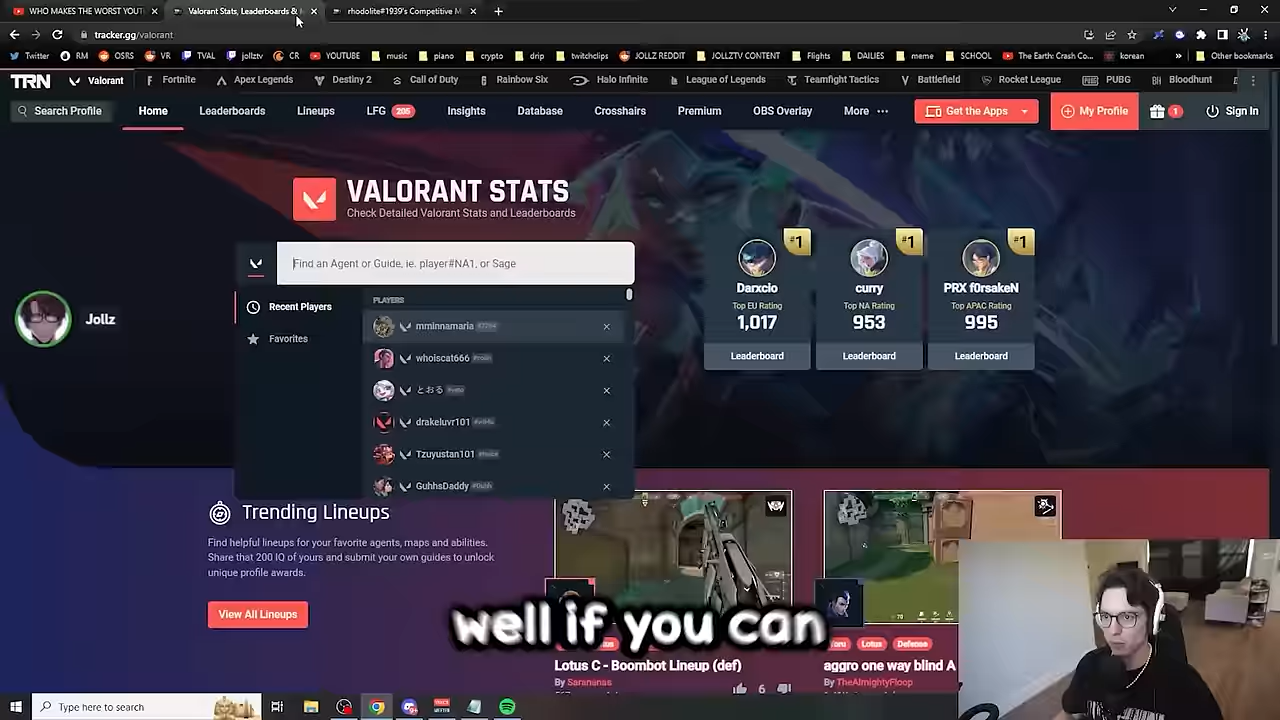 WHO MAKES THE WORST YOUT
Valorant Stats, Leaderboards &
rhodolite#1939's Competitive M
tracker.gg/valorant
Twitter
RM
OSRS
VR
TVAL
jollztv
CR
YOUTUBE
music
piano
crypto
drip
twitchclips
JOLLZ REDDIT
JOLLZTV CONTENT
Flights
DAILIES
meme
SCHOOL
The Earth: Crash Co...
korean
»
Other bookmarks
TRN
Valorant
Fortnite
Apex Legends
Destiny 2
Call of Duty
Rainbow Six
Halo Infinite
League of Legends
Teamfight Tactics
Battlefield
Rocket League
PUBG
Bloodhunt
Search Profile
Home
Leaderboards
Lineups
LFG
205
Insights
Database
Crosshairs
Premium
OBS Overlay
More
Get the Apps
My Profile
1
Sign In
VALORANT STATS
Check Detailed Valorant Stats and Leaderboards
Find an Agent or Guide, ie. player#NA1, or Sage
Recent Players
Favorites
PLAYERS
mminnamaria
whoiscat666
とおる
drakeluvr101
Tzuyustan101
GuhhsDaddy
Jollz
#1
Darxcio
Top EU Rating
1,017
Leaderboard
#1
curry
Top NA Rating
953
Leaderboard
#1
PRX f0rsakeN
Top APAC Rating
995
Leaderboard
Trending Lineups
Find helpful lineups for your favorite agents, maps and abilities.
Share that 200 IQ of yours and submit your own guides to unlock
unique profile awards.
View All Lineups
well if you can
Lotus
Defense
Lotus C - Boombot Lineup (def)
By Sarananas
6
aggro one way blind A
By TheAlmightyFloop
Type here to search